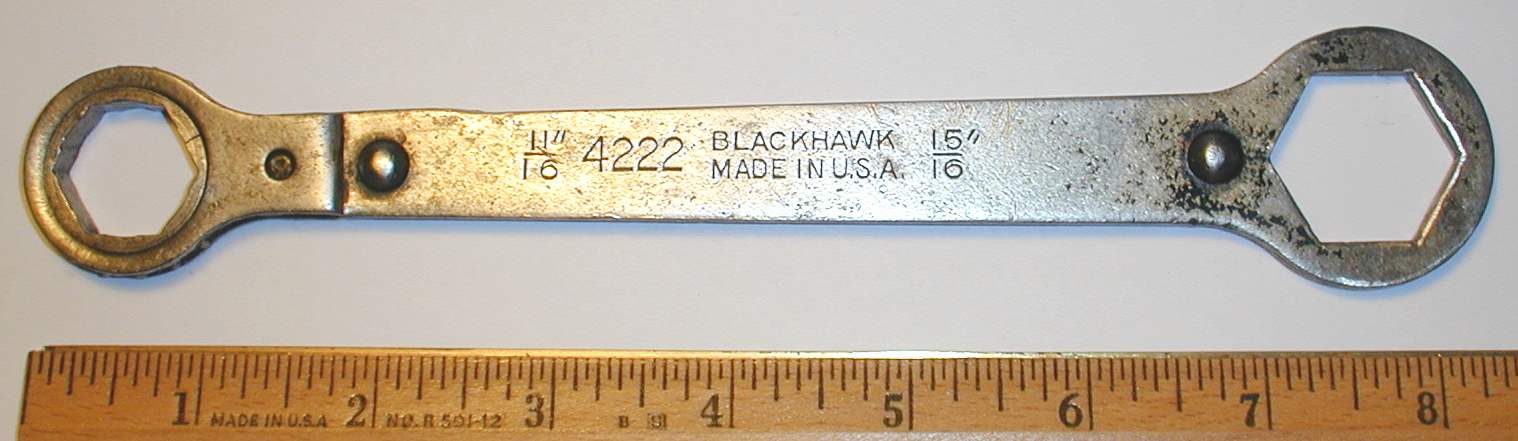 11/16" 4222 BLACKHAWK 15/16"
MADE IN U.S.A.
1 2 3 4 5 6 7 8
MADE IN U.S.A NO. R 501-12